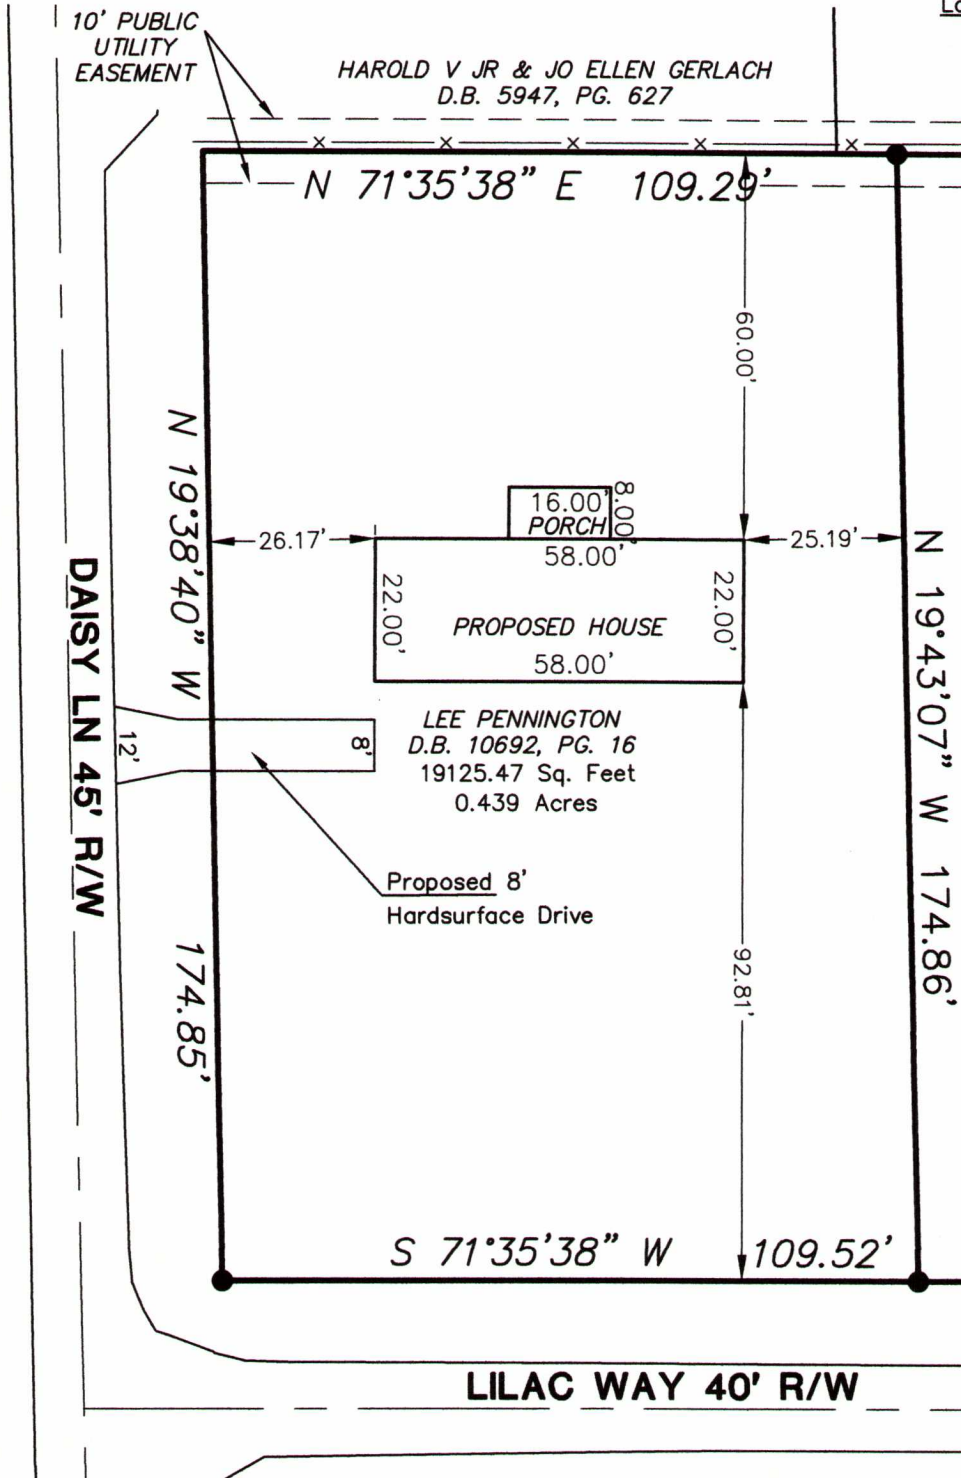 10' PUBLIC
UTILITY
EASEMENT
HAROLD V JR & JO ELLEN GERLACH
D.B. 5947, PG. 627
N 71°35'38" E 109.29'
60.00'
N 19°38'40" W 174.85'
16.00'
8.00'
PORCH
26.17'
58.00'
25.19'
22.00'
22.00'
PROPOSED HOUSE
58.00'
N 19°43'07" W 174.86'
DAISY LN 45' R/W
LEE PENNINGTON
D.B. 10692, PG. 16
19125.47 Sq. Feet
0.439 Acres
12'
8'
Proposed 8'
Hardsurface Drive
92.81'
S 71°35'38" W 109.52'
LILAC WAY 40' R/W